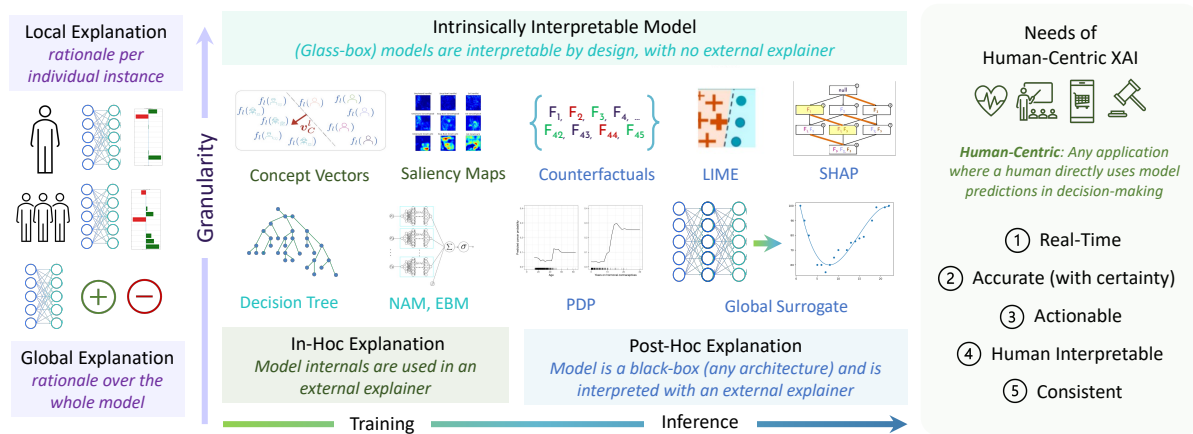 Local Explanation
rationale per
individual instance
Global Explanation
rationale over the
whole model
Granularity
Intrinsically Interpretable Model
(Glass-box) models are interpretable by design, with no external explainer
Concept Vectors
Saliency Maps
F1, F2, F3, F4, ...
F42, F43, F44, F45
Counterfactuals
LIME
null
SHAP
Decision Tree
NAM, EBM
PDP
Global Surrogate
In-Hoc Explanation
Model internals are used in an
external explainer
Post-Hoc Explanation
Model is a black-box (any architecture) and is
interpreted with an external explainer
Training
Inference
Needs of
Human-Centric XAI
Human-Centric: Any application
where a human directly uses model
predictions in decision-making
1 Real-Time
2 Accurate (with certainty)
3 Actionable
4 Human Interpretable
5 Consistent